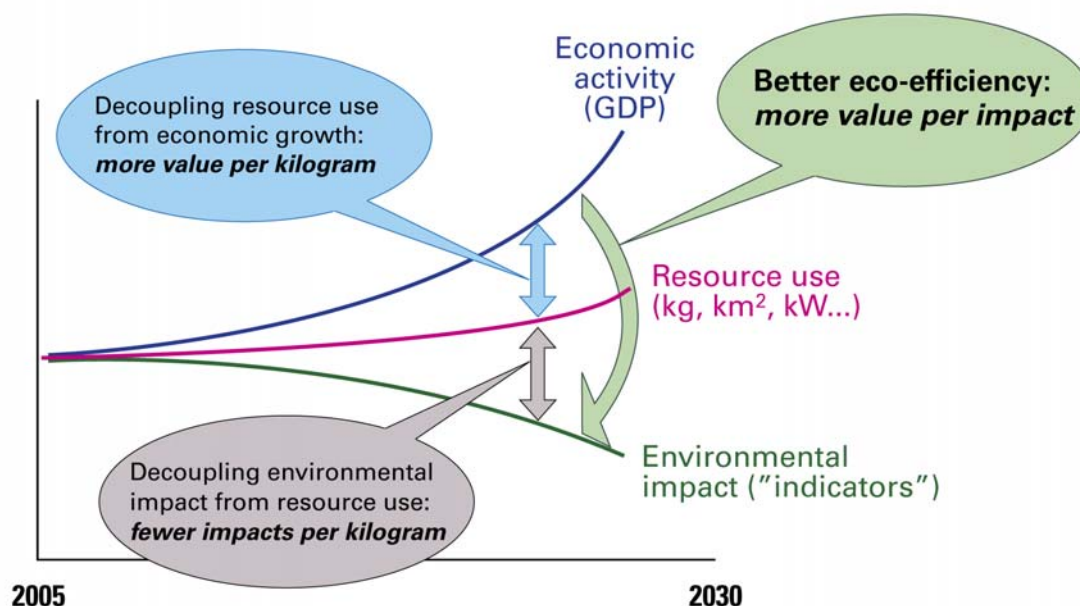 Economic
activity
(GDP)
Better eco-efficiency:
more value per impact
Decoupling resource use
from economic growth:
more value per kilogram
Resource use
(kg, km², kW...)
Decoupling environmental
impact from resource use:
fewer impacts per kilogram
Environmental
impact (”indicators”)
2005
2030